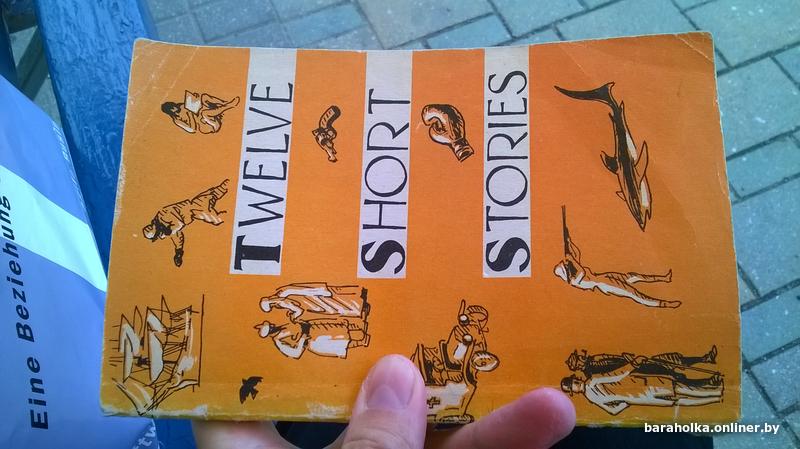 TWELVE
SHORT
STORIES
Eine Beziehung
baraholka.onliner.by